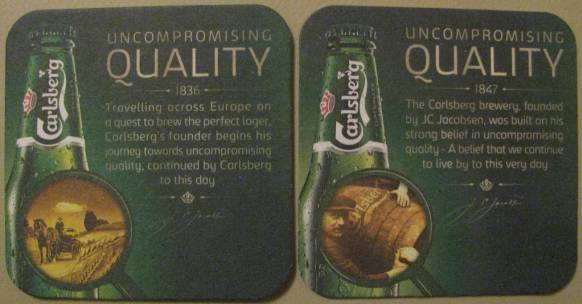 UNCOMPROMISING
QUALITY
1836
Travelling across Europe on
a quest to brew the perfect lager,
Carlsberg's founder begins his
journey towards uncompromising
quality, continued by Carlsberg
to this day
J. C. Jacobsen
Carlsberg
UNCOMPROMISING
QUALITY
1847
The Carlsberg brewery, founded
by JC Jacobsen, was built on his
strong belief in uncompromising
quality - A belief that we continue
to live by to this very day
J. C. Jacobsen
Carlsberg
Carlsberg